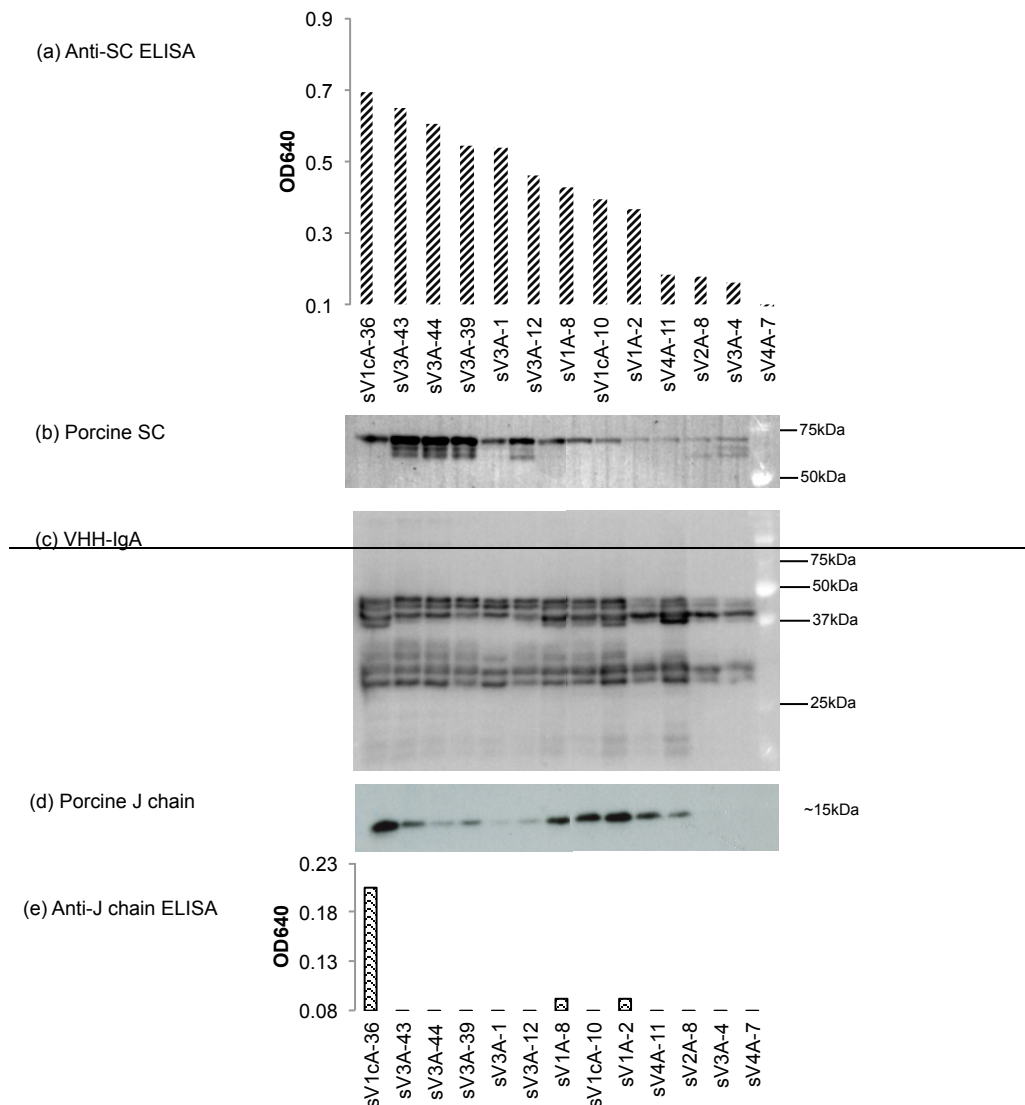 (a) Anti-SC ELISA
OD640
0.9
0.7
0.5
0.3
0.1
sV1cA-36
sV3A-43
sV3A-44
sV3A-39
sV3A-1
sV3A-12
sV1A-8
sV1cA-10
sV1A-2
sV4A-11
sV2A-8
sV3A-4
sV4A-7
(b) Porcine SC
75kDa
50kDa
(c) VHH-IgA
75kDa
50kDa
37kDa
25kDa
(d) Porcine J chain
~15kDa
(e) Anti-J chain ELISA
OD640
0.23
0.18
0.13
0.08
sV1cA-36
sV3A-43
sV3A-44
sV3A-39
sV3A-1
sV3A-12
sV1A-8
sV1cA-10
sV1A-2
sV4A-11
sV2A-8
sV3A-4
sV4A-7